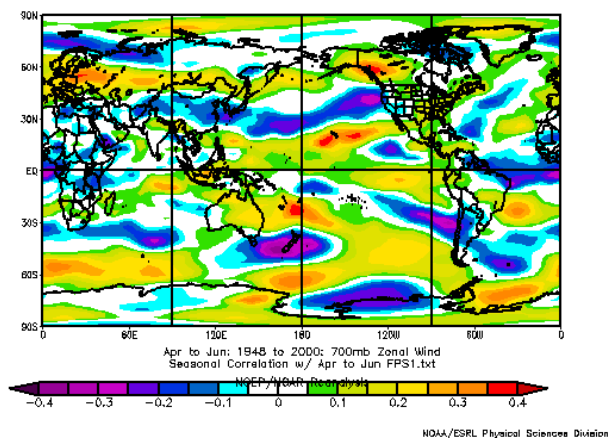 90N
60N
30N
EQ
30S
60S
90S
0 60E 120E 180 120W 60W 0
Apr to Jun: 1948 to 2000: 700mb Zonal Wind
Seasonal Correlation w/ Apr to Jun FPS1.txt
NCEP/NCAR Reanalysis
-0.4 -0.3 -0.2 -0.1 0 0.1 0.2 0.3 0.4
NOAA/ESRL Physical Sciences Division